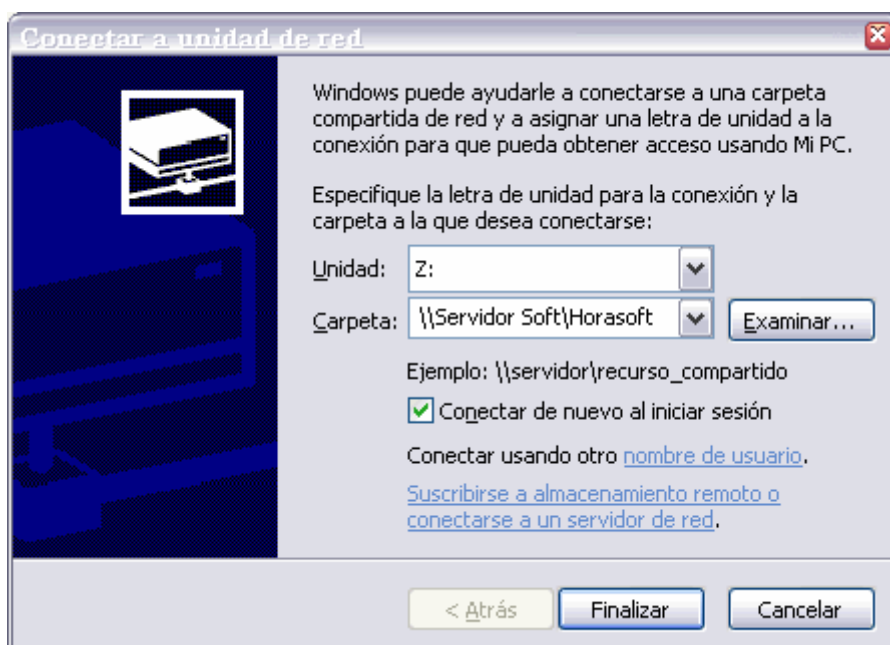 Conectar a unidad de red
Windows puede ayudarle a conectarse a una carpeta
compartida de red y a asignar una letra de unidad a la
conexión para que pueda obtener acceso usando Mi PC.
Especifique la letra de unidad para la conexión y la
carpeta a la que desea conectarse:
Unidad: Z:
Carpeta: \\Servidor Soft\Horasoft Examinar...
Ejemplo: \\servidor\recurso_compartido
Conectar de nuevo al iniciar sesión
Conectar usando otro nombre de usuario.
Suscribirse a almacenamiento remoto o
conectarse a un servidor de red.
< Atrás Finalizar Cancelar